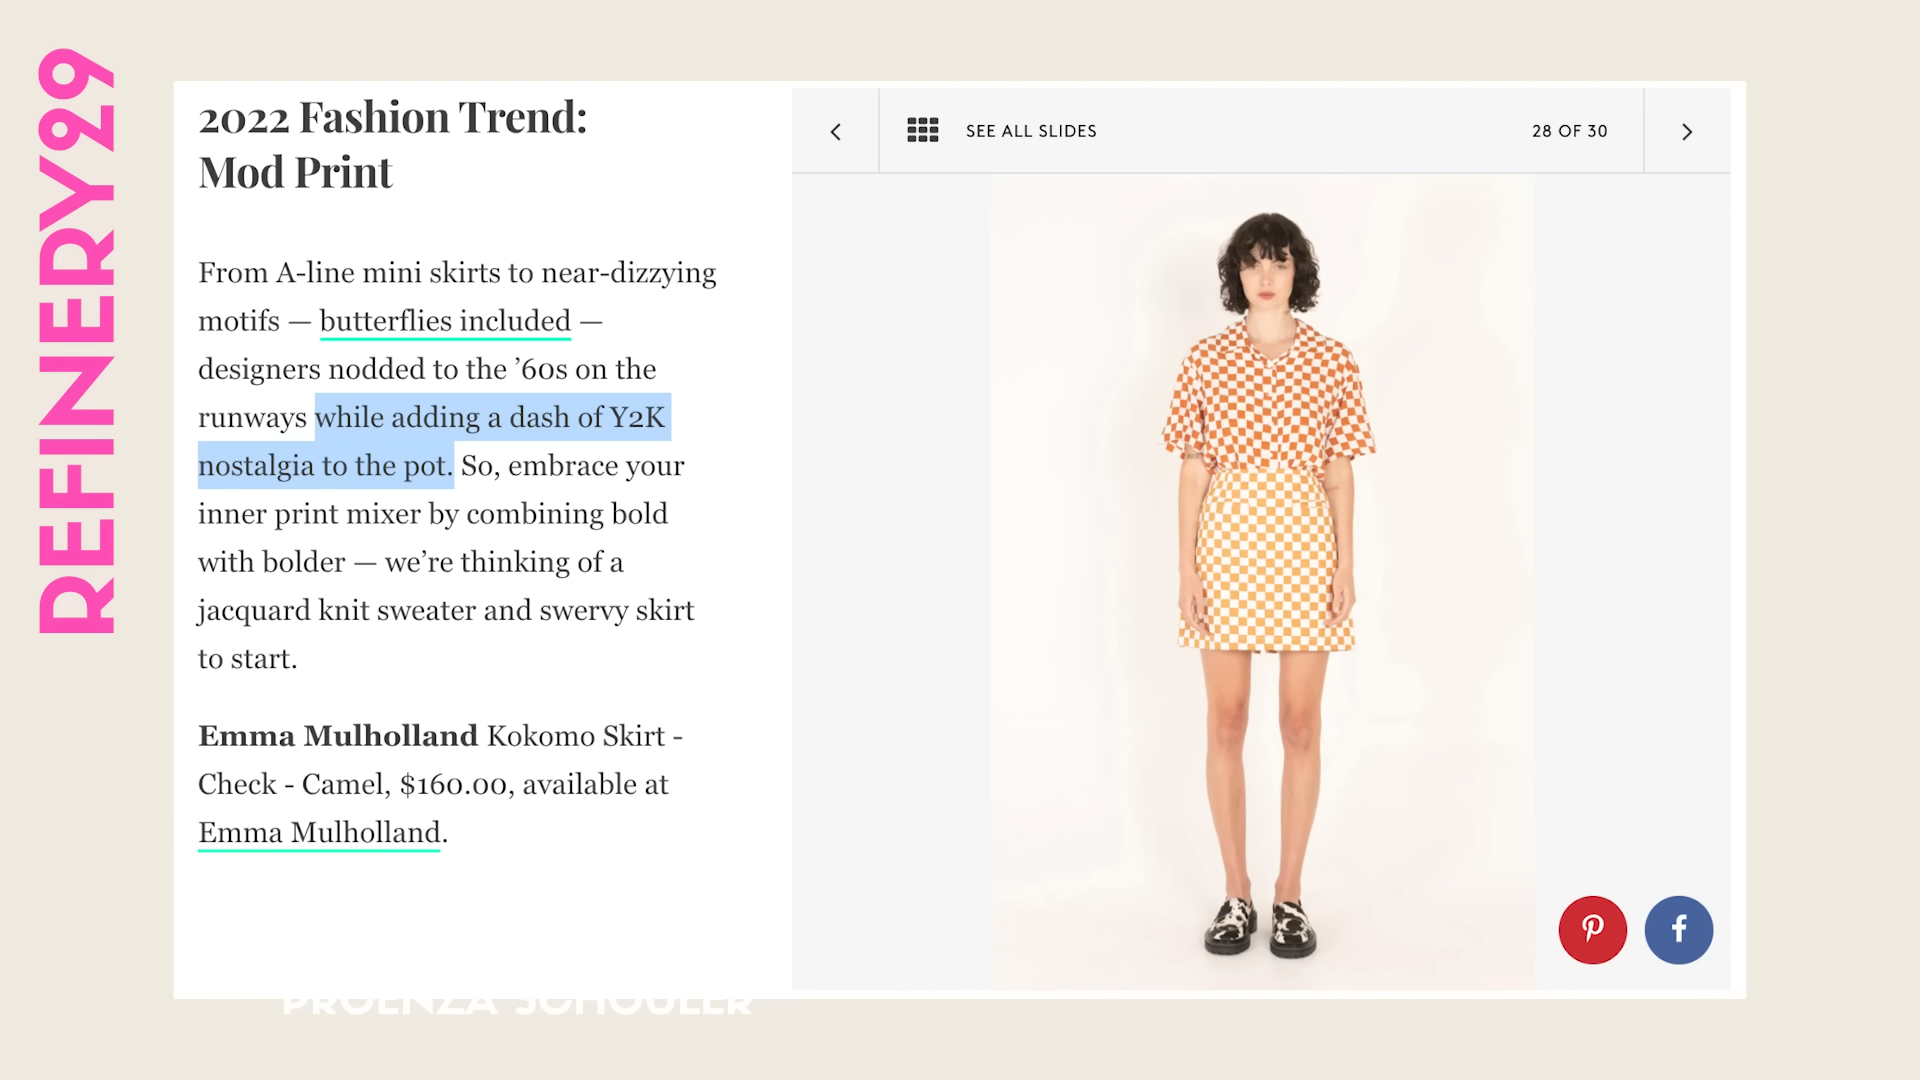 REFINERY29
2022 Fashion Trend:
Mod Print
From A-line mini skirts to near-dizzying
motifs — butterflies included —
designers nodded to the ’60s on the
runways while adding a dash of Y2K
nostalgia to the pot. So, embrace your
inner print mixer by combining bold
with bolder — we’re thinking of a
jacquard knit sweater and swervy skirt
to start.
Emma Mulholland Kokomo Skirt -
Check - Camel, $160.00, available at
Emma Mulholland.
SEE ALL SLIDES
28 OF 30
PROENZA SCHOULER